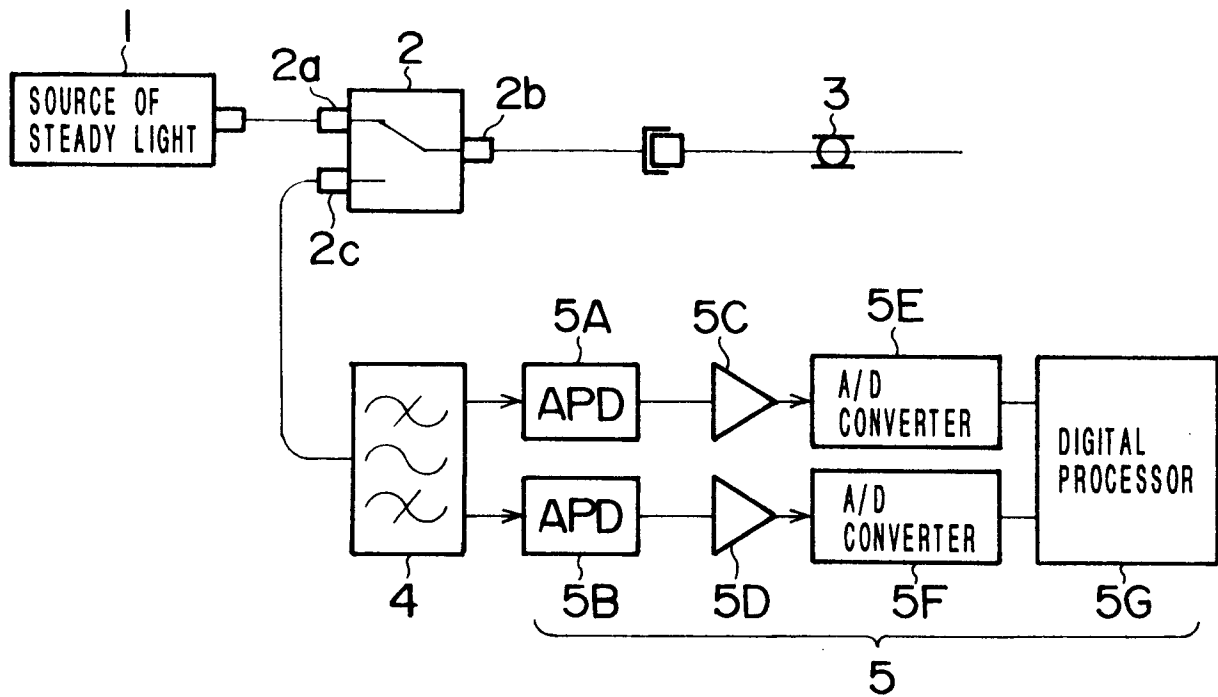 1
SOURCE OF
STEADY LIGHT
2a
2
2b
3
2c
5A
5C
5E
APD
A/D
CONVERTER
DIGITAL
PROCESSOR
APD
A/D
CONVERTER
4
5B
5D
5F
5G
5